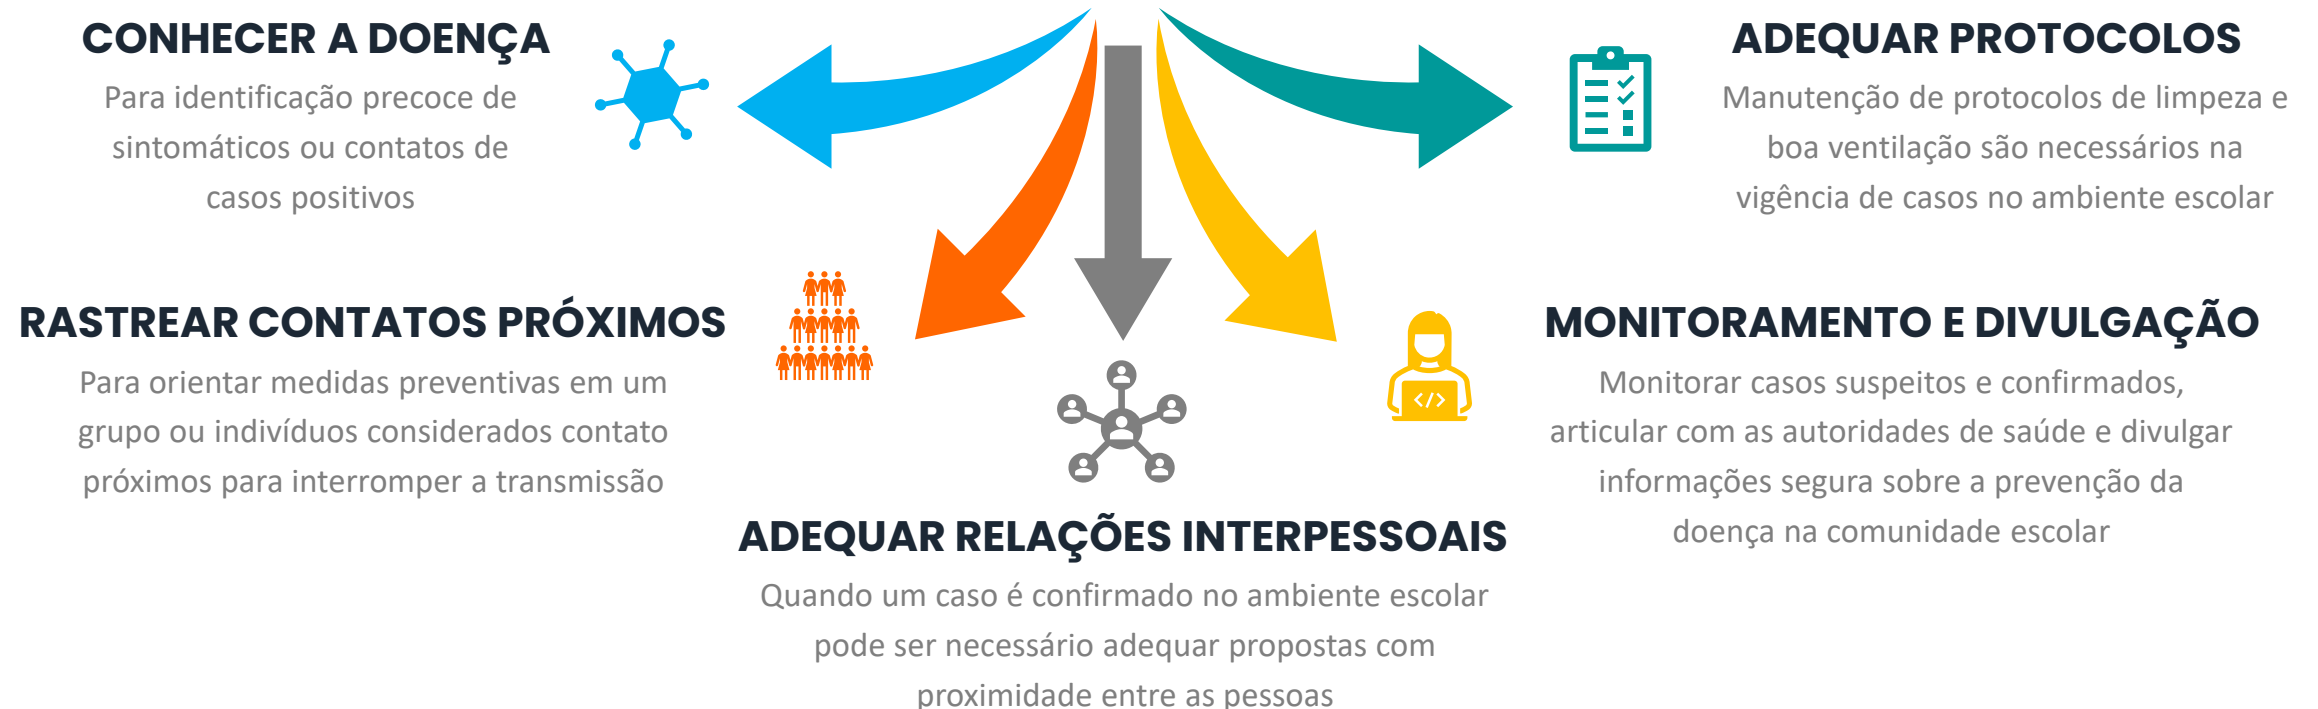 CONHECER A DOENÇA
Para identificação precoce de
sintomáticos ou contatos de
casos positivos
RASTREAR CONTATOS PRÓXIMOS
Para orientar medidas preventivas em um
grupo ou indivíduos considerados contato
próximos para interromper a transmissão
ADEQUAR RELAÇÕES INTERPESSOAIS
Quando um caso é confirmado no ambiente escolar
pode ser necessário adequar propostas com
proximidade entre as pessoas
ADEQUAR PROTOCOLOS
Manutenção de protocolos de limpeza e
boa ventilação são necessários na
vigência de casos no ambiente escolar
MONITORAMENTO E DIVULGAÇÃO
Monitorar casos suspeitos e confirmados,
articular com as autoridades de saúde e divulgar
informações segura sobre a prevenção da
doença na comunidade escolar